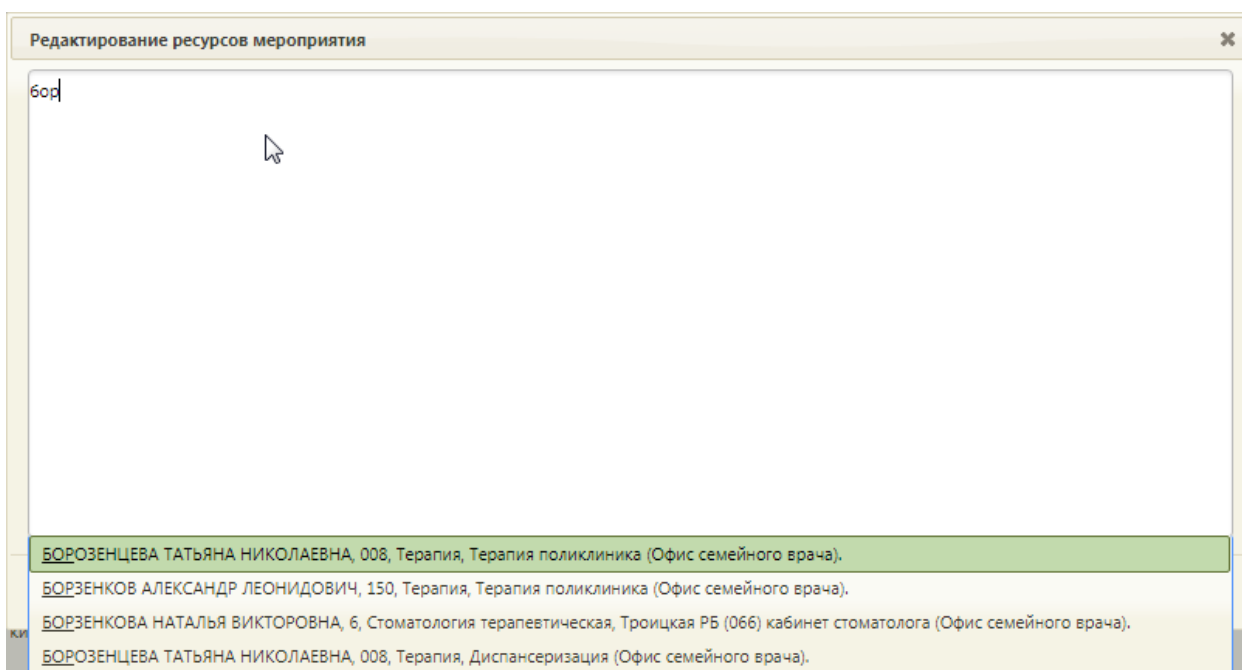 Редактирование ресурсов мероприятия
бор
БОРОЗЕНЦЕВА ТАТЬЯНА НИКОЛАЕВНА, 008, Терапия, Терапия поликлиника (Офис семейного врача).
БОРЗЕНКОВ АЛЕКСАНДР ЛЕОНИДОВИЧ, 150, Терапия, Терапия поликлиника (Офис семейного врача).
БОРЗЕНКОВА НАТАЛЬЯ ВИКТОРОВНА, 6, Стоматология терапевтическая, Троицкая РБ (066) кабинет стоматолога (Офис семейного врача).
БОРОЗЕНЦЕВА ТАТЬЯНА НИКОЛАЕВНА, 008, Терапия, Диспансеризация (Офис семейного врача).